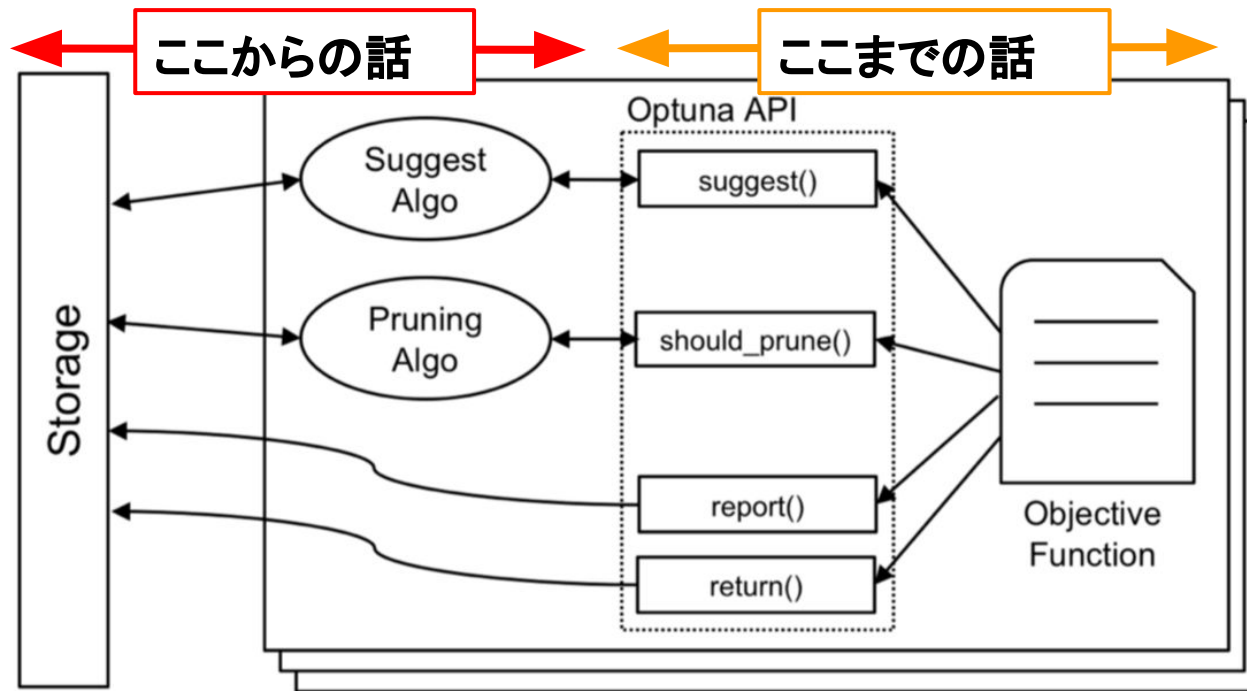 ここからの話
ここまでの話
Optuna API
Suggest
Algo
suggest()
Pruning
Algo
should_prune()
Storage
report()
return()
Objective
Function